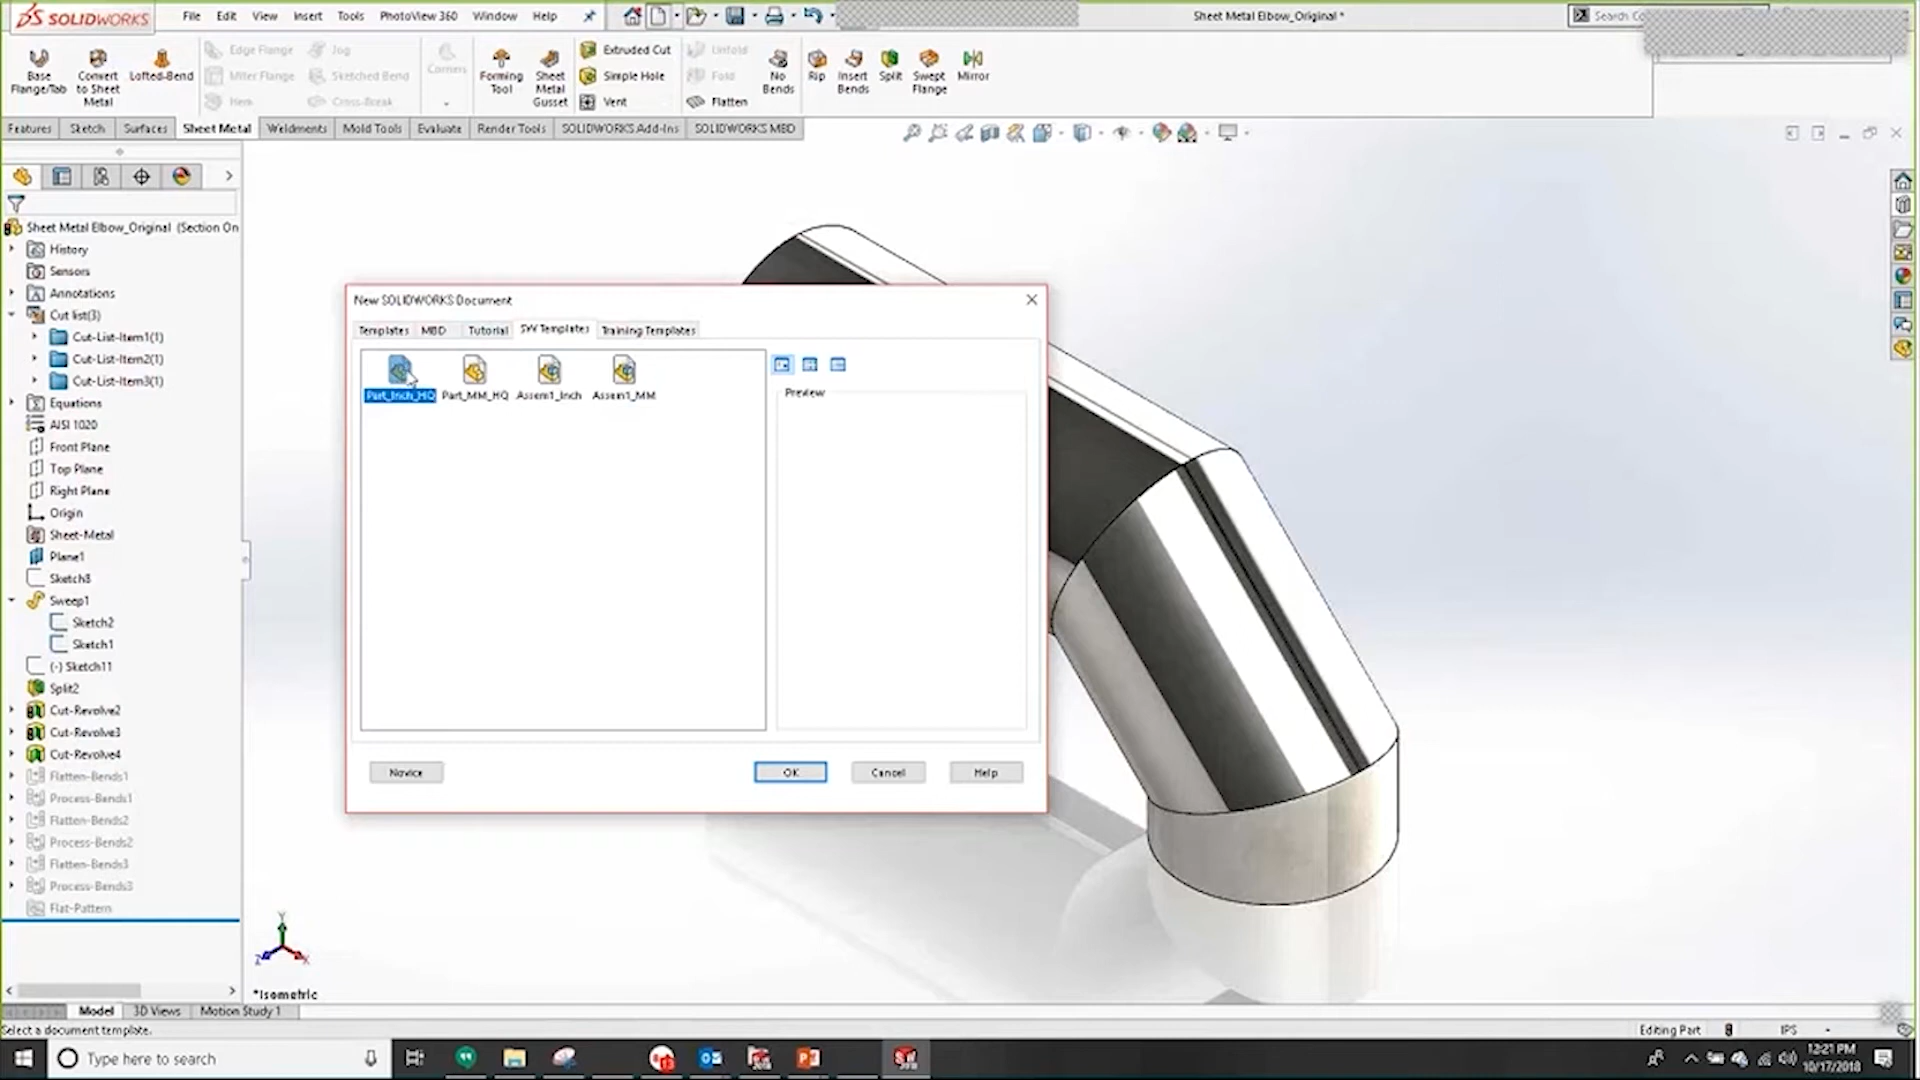 SOLIDWORKS File Edit View Insert Tools PhotoView 360 Window Help Sheet Metal Elbow_Original * Search
Base Flange/Tab
Convert to Sheet Metal
Lofted-Bend
Edge Flange
Miter Flange
Hem
Jog
Sketched Bend
Cross-Break
Corners
Forming Tool
Sheet Metal Gusset
Extruded Cut
Simple Hole
Vent
Unfold
Fold
Flatten
No Bends
Rip
Insert Bends
Split
Swept Flange
Mirror
Features Sketch Surfaces Sheet Metal Weldments Mold Tools Evaluate Render Tools SOLIDWORKS Add-Ins SOLIDWORKS MBD
Sheet Metal Elbow_Original (Section On
History
Sensors
Annotations
Cut list(3)
Cut-List-Item1(1)
Cut-List-Item2(1)
Cut-List-Item3(1)
Equations
AISI 1020
Front Plane
Top Plane
Right Plane
Origin
Sheet-Metal
Plane1
Sketch8
Sweep1
Sketch2
Sketch1
(-) Sketch11
Split2
Cut-Revolve2
Cut-Revolve3
Cut-Revolve4
Flatten-Bends1
Process-Bends1
Flatten-Bends2
Process-Bends2
Flatten-Bends3
Process-Bends3
Flat-Pattern
New SOLIDWORKS Document
Templates MBD Tutorial SW Templates Training Templates
Part_Inch_HQ Part_MM_HQ Assem1_Inch Assem1_MM
Preview
Novice OK Cancel Help
Y
Z X
*Isometric
Model 3D Views Motion Study 1
Select a document template. Editing Part IPS
Type here to search
12:21 PM
10/17/2018